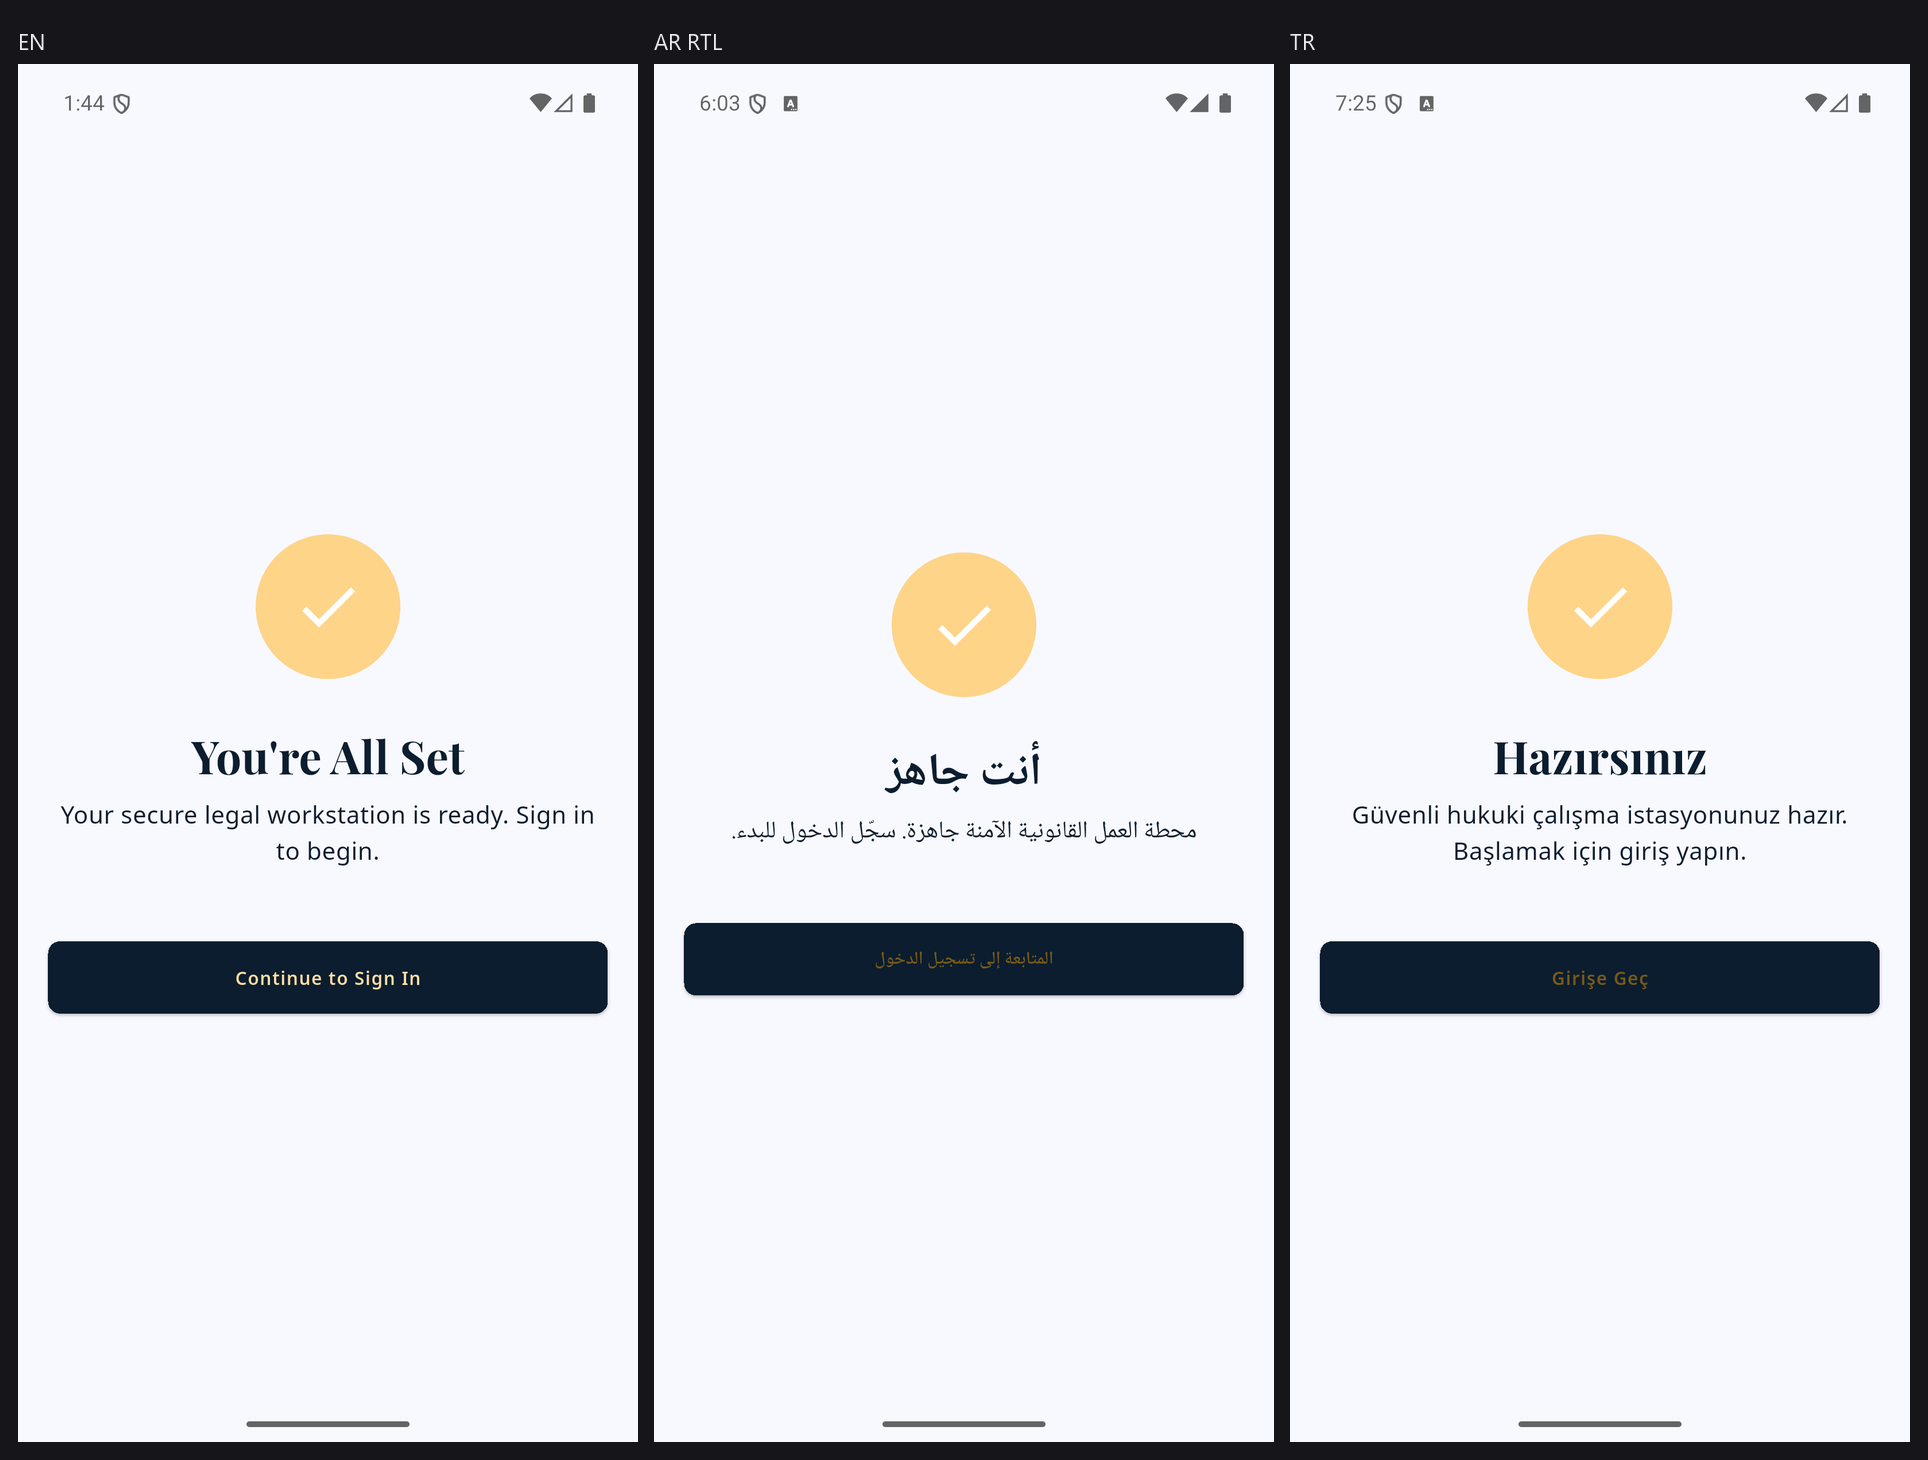 EN
1:44
You're All Set
Your secure legal workstation is ready. Sign in
to begin.
Continue to Sign In
AR RTL
6:03
A
أنت جاهز
محطة العمل القانونية الآمنة جاهزة. سجّل الدخول للبدء.
المتابعة إلى تسجيل الدخول
TR
7:25
A
Hazırsınız
Güvenli hukuki çalışma istasyonunuz hazır.
Başlamak için giriş yapın.
Girişe Geç